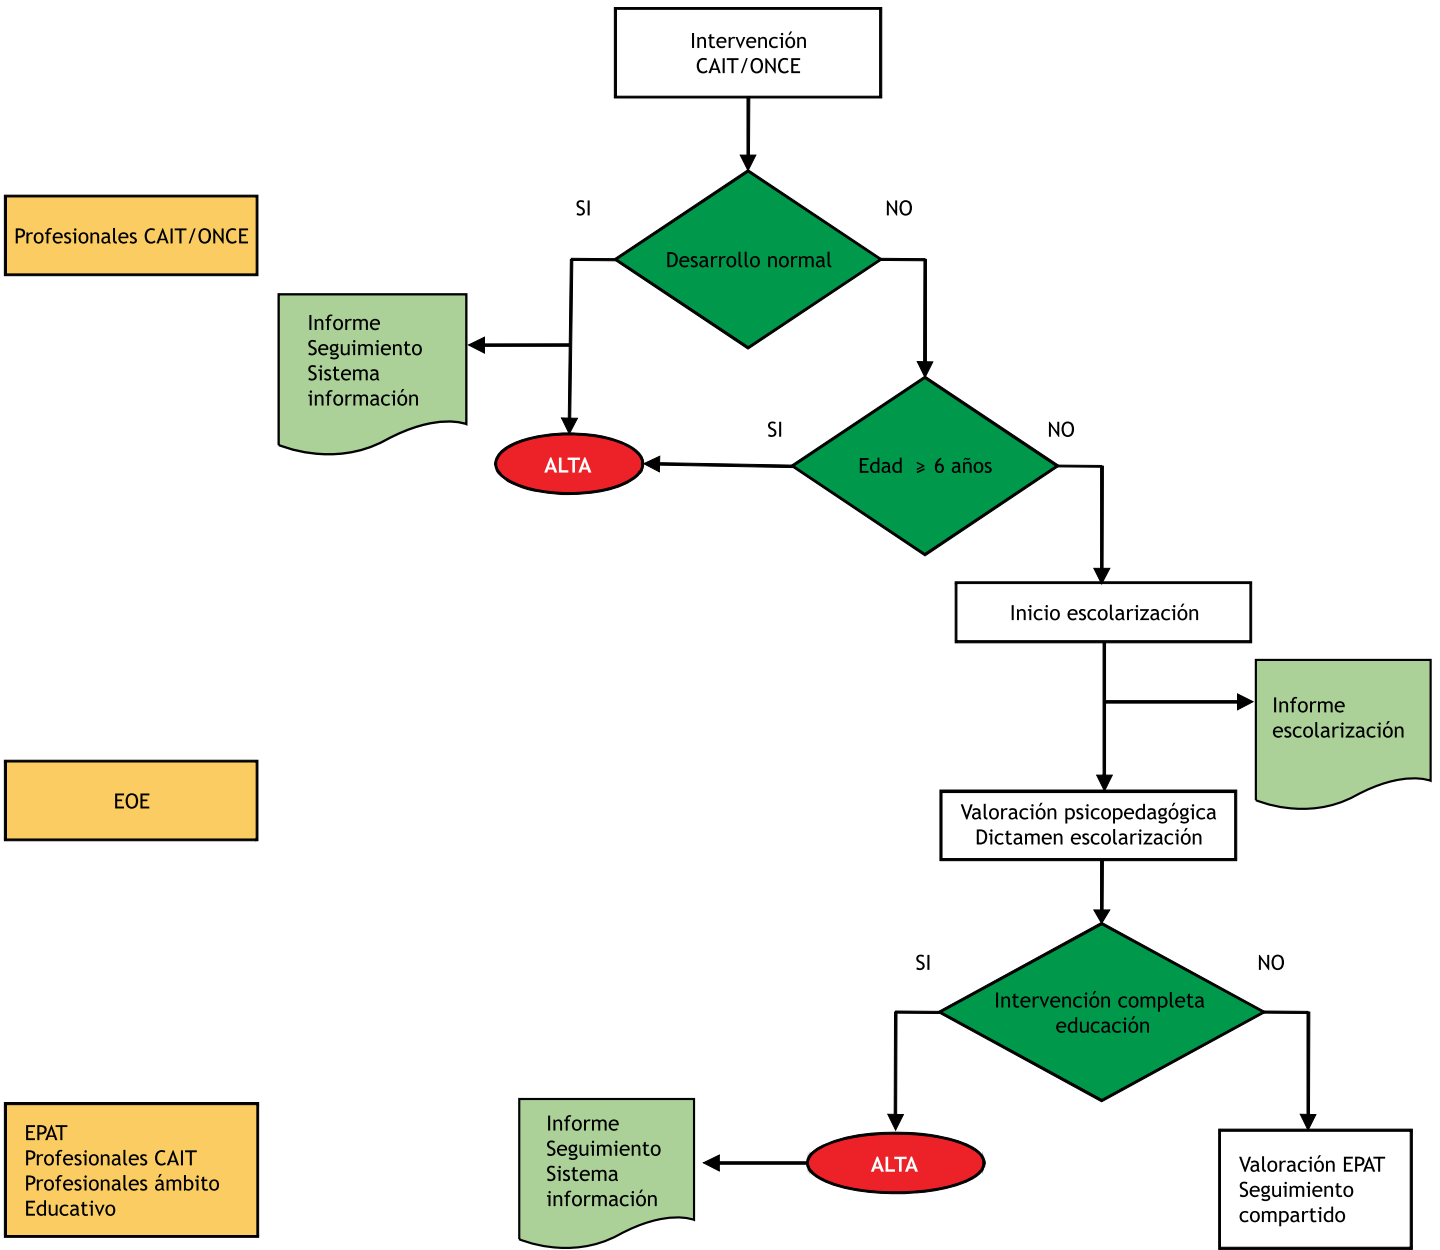 Intervención
CAIT/ONCE
SI
NO
Profesionales CAIT/ONCE
Desarrollo normal
Informe
Seguimiento
Sistema
información
SI
NO
ALTA
Edad ⩾ 6 años
Inicio escolarización
Informe
escolarización
EOE
Valoración psicopedagógica
Dictamen escolarización
SI
NO
Intervención completa
educación
EPAT
Profesionales CAIT
Profesionales ámbito
Educativo
Informe
Seguimiento
Sistema
información
ALTA
Valoración EPAT
Seguimiento
compartido